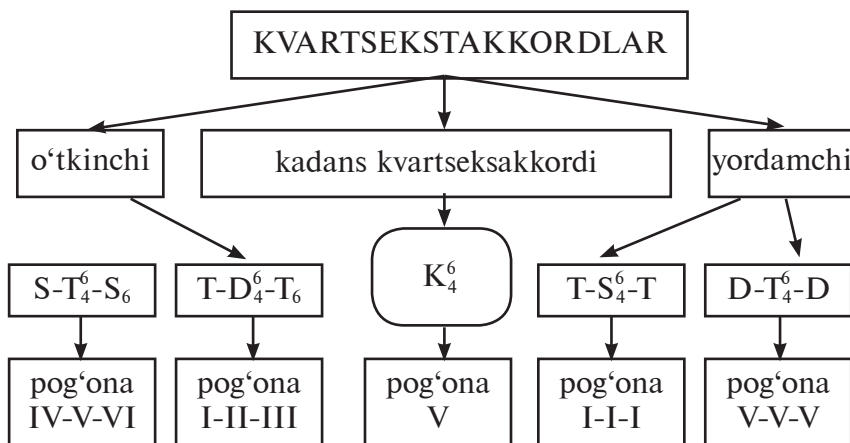 KVARTSEKSTAKKORDLAR
o‘tkinchi
kadans kvartseksakkordi
yordamchi
S-T⁶₄-S₆
T-D⁶₄-T₆
K⁶₄
T-S⁶₄-T
D-T⁶₄-D
pog‘ona
IV-V-VI
pog‘ona
I-II-III
pog‘ona
V
pog‘ona
I-I-I
pog‘ona
V-V-V